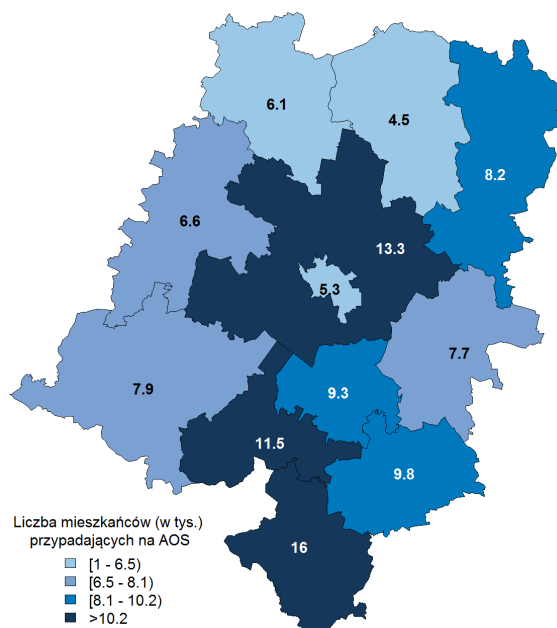 6.1
4.5
8.2
6.6
13.3
5.3
7.7
7.9
9.3
11.5
9.8
16
Liczba mieszkańców (w tys.)
przypadających na AOS
[1 - 6.5)
[6.5 - 8.1)
[8.1 - 10.2)
>10.2